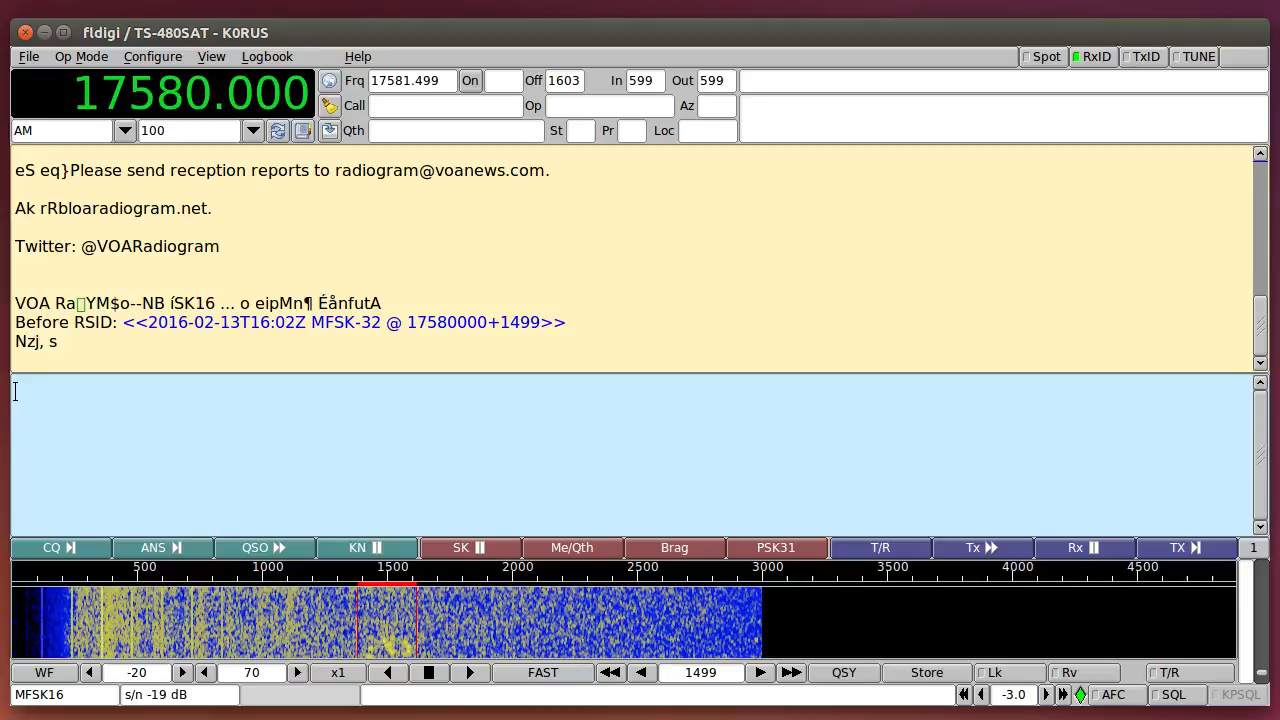 fldigi / TS-480SAT - K0RUS
File Op Mode Configure View Logbook Help Spot RxID TxID TUNE
17580.000 Frq 17581.499 On Off 1603 In 599 Out 599
Call Op Az
AM 100 Qth St Pr Loc
eS eq}Please send reception reports to radiogram@voanews.com.
Ak rRbloaradiogram.net.
Twitter: @VOARadiogram
VOA Ra▯YM$o--NB íSK16 ... o eipMn¶ ÉånfutA
Before RSID: <<2016-02-13T16:02Z MFSK-32 @ 17580000+1499>>
Nzj, s
CQ ANS QSO KN SK Me/Qth Brag PSK31 T/R Tx Rx TX 1
500 1000 1500 2000 2500 3000 3500 4000 4500
WF -20 70 x1 FAST 1499 QSY Store Lk Rv T/R
MFSK16 s/n -19 dB -3.0 AFC SQL KPSQL